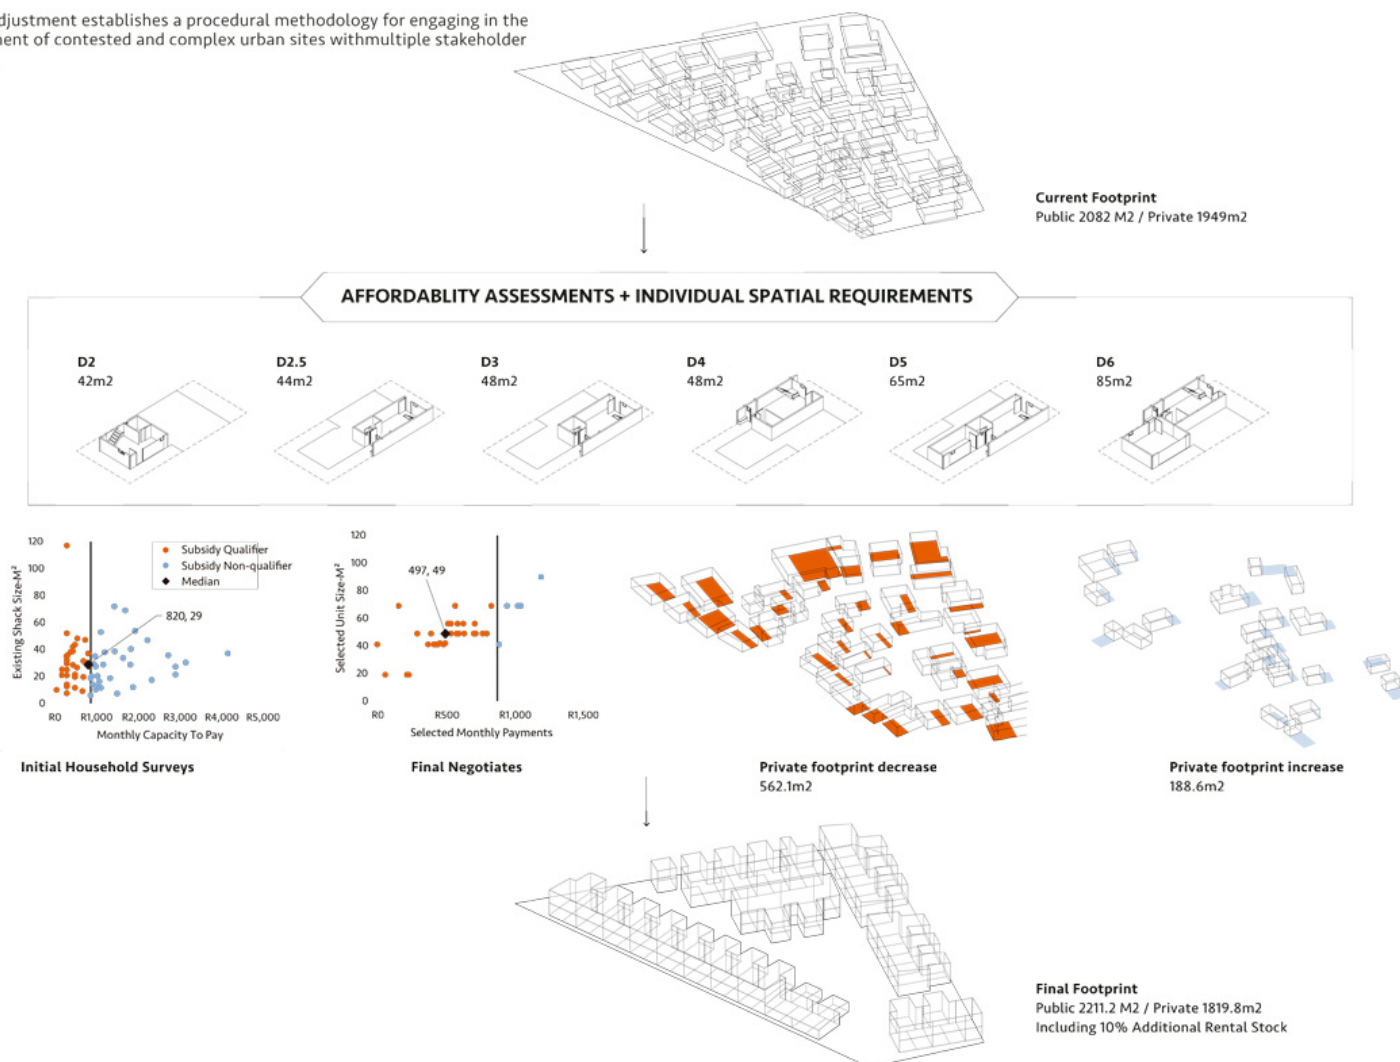 djustment establishes a procedural methodology for engaging in the
nent of contested and complex urban sites withmultiple stakeholder
Current Footprint
Public 2082 M2 / Private 1949m2
AFFORDABLITY ASSESSMENTS + INDIVIDUAL SPATIAL REQUIREMENTS
D2
42m2
D2.5
44m2
D3
48m2
D4
48m2
D5
65m2
D6
85m2
Existing Shack Size-M²
120
100
80
60
40
20
0
R0 R1,000 R2,000 R3,000 R4,000 R5,000
Monthly Capacity To Pay
Subsidy Qualifier
Subsidy Non-qualifier
Median
820, 29
Initial Household Surveys
Selected Unit Size-M²
120
100
80
60
40
20
0
497, 49
R0 R500 R1,000 R1,500
Selected Monthly Payments
Final Negotiates
Private footprint decrease
562.1m2
Private footprint increase
188.6m2
Final Footprint
Public 2211.2 M2 / Private 1819.8m2
Including 10% Additional Rental Stock